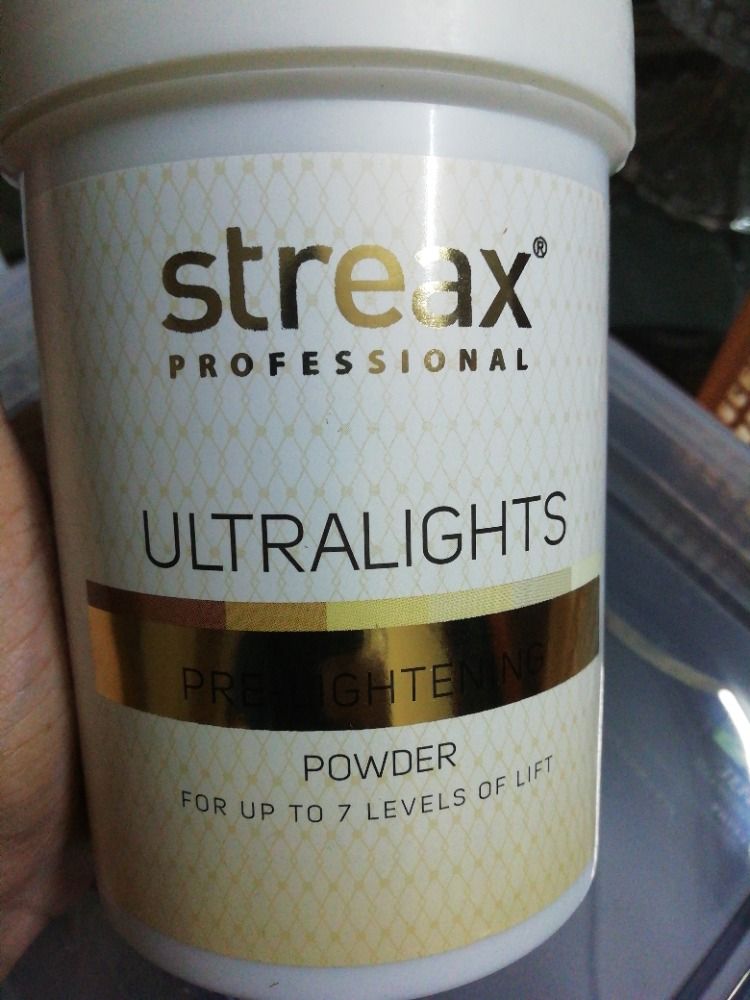 streax®
PROFESSIONAL
ULTRALIGHTS
PRE-LIGHTENING
POWDER
FOR UP TO 7 LEVELS OF LIFT